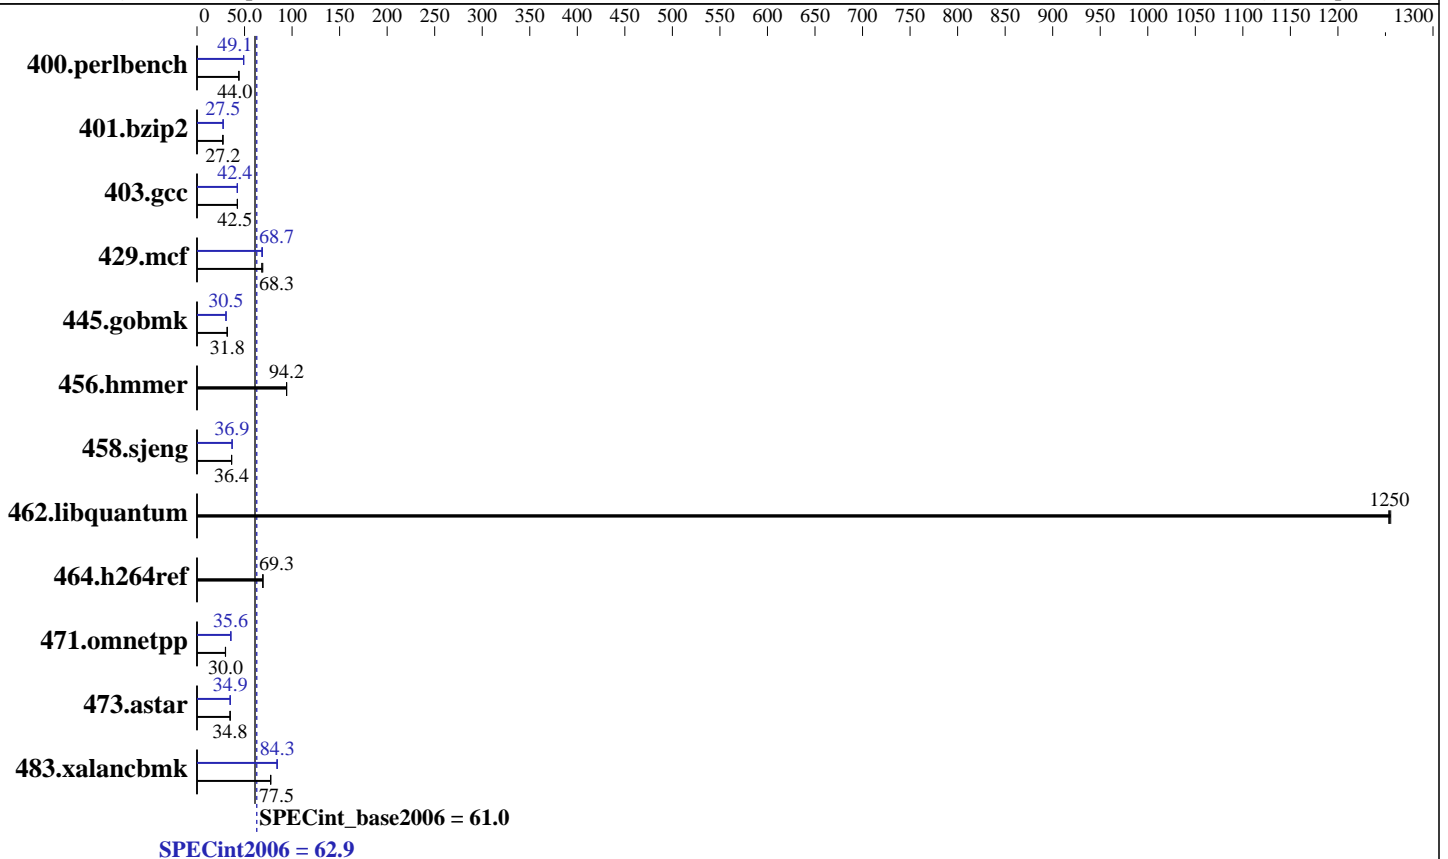 0 50.0 100 150 200 250 300 350 400 450 500 550 600 650 700 750 800 850 900 950 1000 1050 1100 1150 1200 1300
49.1
400.perlbench
44.0
27.5
401.bzip2
27.2
42.4
403.gcc
42.5
68.7
429.mcf
68.3
30.5
445.gobmk
31.8
94.2
456.hmmer
36.9
458.sjeng
36.4
1250
462.libquantum
69.3
464.h264ref
35.6
471.omnetpp
30.0
34.9
473.astar
34.8
84.3
483.xalancbmk
77.5
SPECint_base2006 = 61.0
SPECint2006 = 62.9